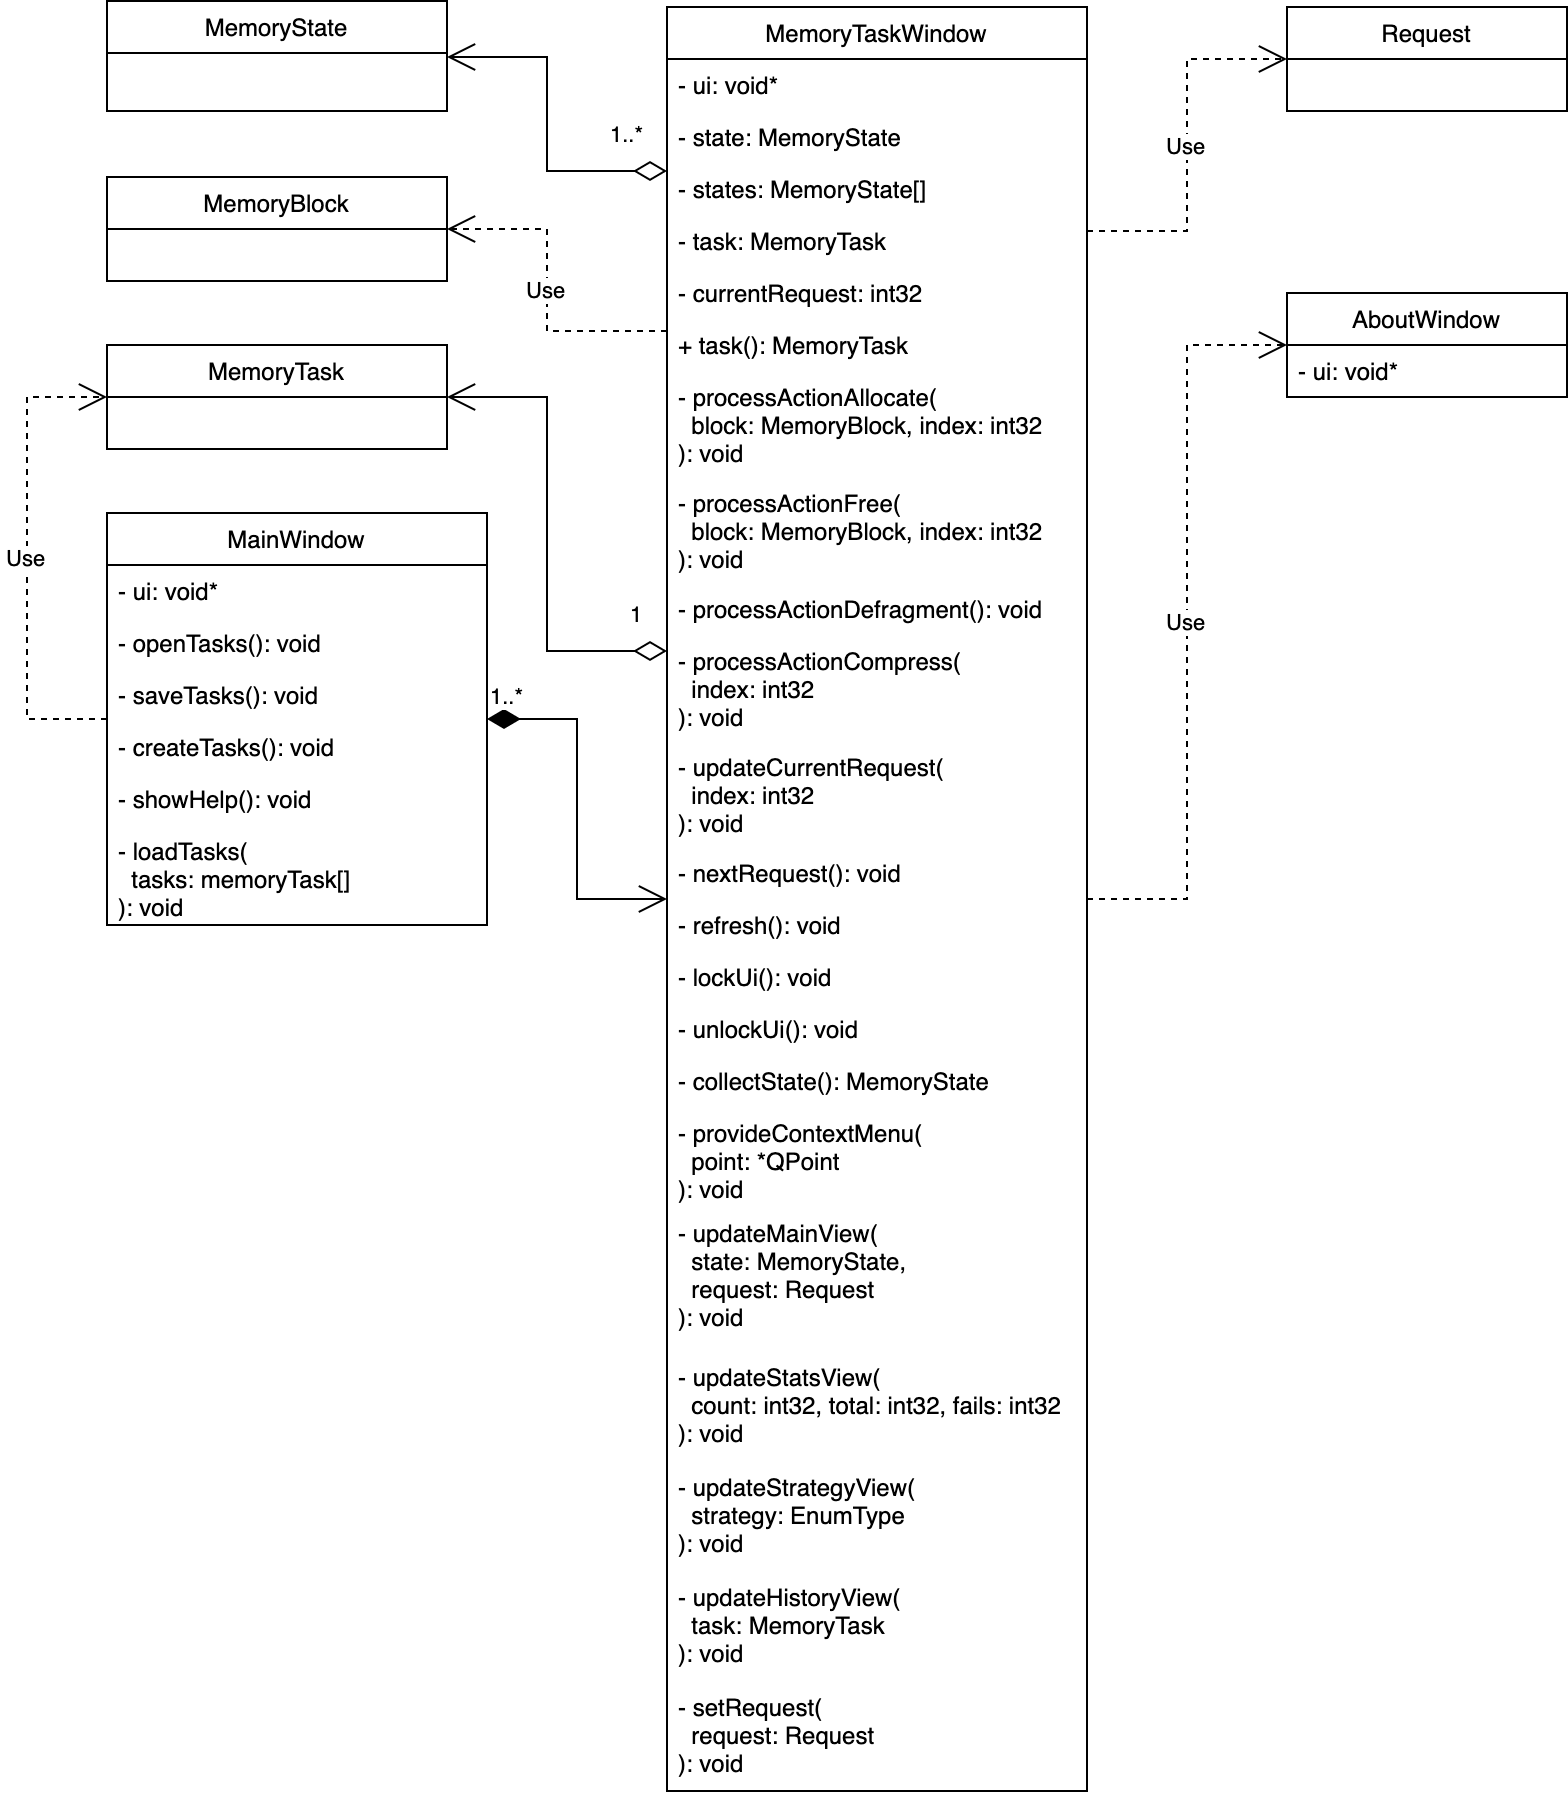 MemoryState
MemoryBlock
Use
MemoryTask
Use
MainWindow
- ui: void*
- openTasks(): void
- saveTasks(): void
- createTasks(): void
- showHelp(): void
- loadTasks(
tasks: memoryTask[]
): void
1..*
1
1..*
MemoryTaskWindow
- ui: void*
- state: MemoryState
- states: MemoryState[]
- task: MemoryTask
- currentRequest: int32
+ task(): MemoryTask
- processActionAllocate(
block: MemoryBlock, index: int32
): void
- processActionFree(
block: MemoryBlock, index: int32
): void
- processActionDefragment(): void
- processActionCompress(
index: int32
): void
- updateCurrentRequest(
index: int32
): void
- nextRequest(): void
- refresh(): void
- lockUi(): void
- unlockUi(): void
- collectState(): MemoryState
- provideContextMenu(
point: *QPoint
): void
- updateMainView(
state: MemoryState,
request: Request
): void
- updateStatsView(
count: int32, total: int32, fails: int32
): void
- updateStrategyView(
strategy: EnumType
): void
- updateHistoryView(
task: MemoryTask
): void
- setRequest(
request: Request
): void
Request
Use
AboutWindow
- ui: void*
Use